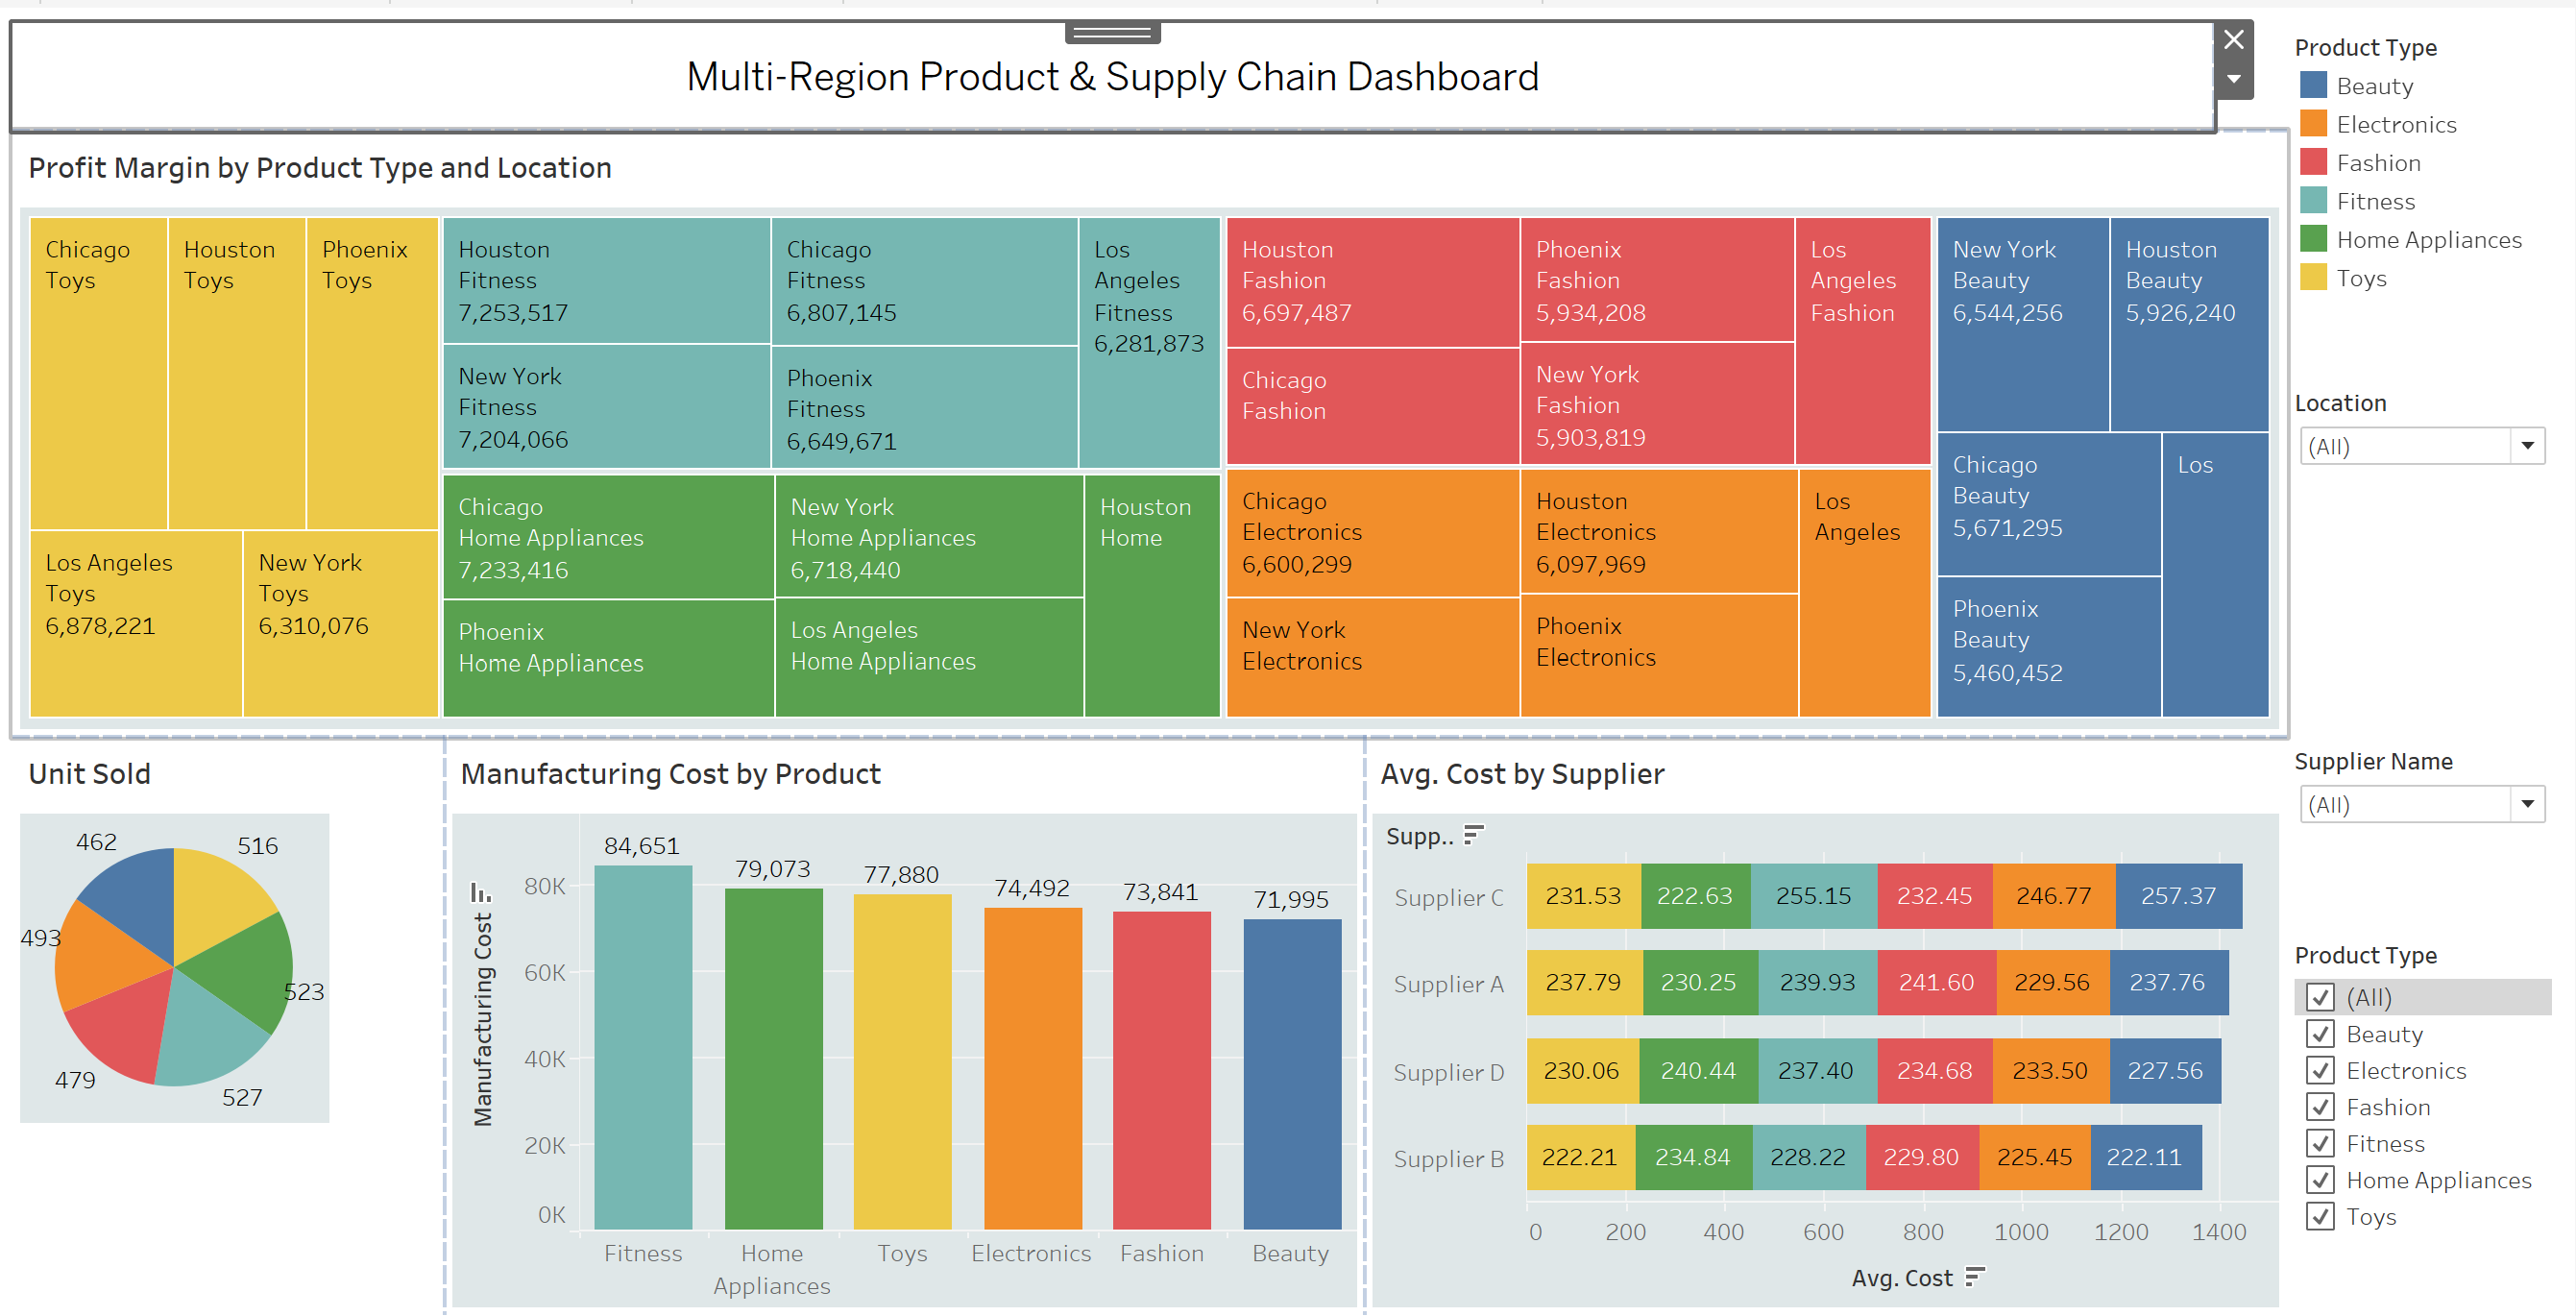 Multi-Region Product & Supply Chain Dashboard
Profit Margin by Product Type and Location
Chicago
Toys
Houston
Toys
Phoenix
Toys
Los Angeles
Toys
6,878,221
New York
Toys
6,310,076
Houston
Fitness
7,253,517
Chicago
Fitness
6,807,145
Los
Angeles
Fitness
6,281,873
New York
Fitness
7,204,066
Phoenix
Fitness
6,649,671
Chicago
Home Appliances
7,233,416
New York
Home Appliances
6,718,440
Houston
Home
Phoenix
Home Appliances
Los Angeles
Home Appliances
Houston
Fashion
6,697,487
Phoenix
Fashion
5,934,208
Los
Angeles
Fashion
Chicago
Fashion
New York
Fashion
5,903,819
Chicago
Electronics
6,600,299
Houston
Electronics
6,097,969
Los
Angeles
New York
Electronics
Phoenix
Electronics
New York
Beauty
6,544,256
Houston
Beauty
5,926,240
Chicago
Beauty
5,671,295
Los
Phoenix
Beauty
5,460,452
Product Type
Beauty
Electronics
Fashion
Fitness
Home Appliances
Toys
Location
(All)
Supplier Name
(All)
Product Type
(All)
Beauty
Electronics
Fashion
Fitness
Home Appliances
Toys
Unit Sold
462
516
493
523
479
527
Manufacturing Cost by Product
Manufacturing Cost
80K
60K
40K
20K
0K
84,651
79,073
77,880
74,492
73,841
71,995
Fitness
Home
Appliances
Toys
Electronics
Fashion
Beauty
Avg. Cost by Supplier
Supp..
Supplier C
231.53
222.63
255.15
232.45
246.77
257.37
Supplier A
237.79
230.25
239.93
241.60
229.56
237.76
Supplier D
230.06
240.44
237.40
234.68
233.50
227.56
Supplier B
222.21
234.84
228.22
229.80
225.45
222.11
0
200
400
600
800
1000
1200
1400
Avg. Cost